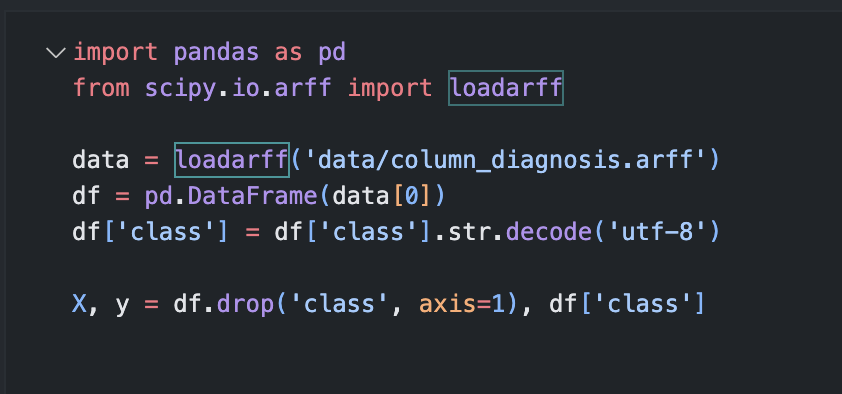 import pandas as pd
from scipy.io.arff import loadarff
data = loadarff('data/column_diagnosis.arff')
df = pd.DataFrame(data[0])
df['class'] = df['class'].str.decode('utf-8')
X, y = df.drop('class', axis=1), df['class']